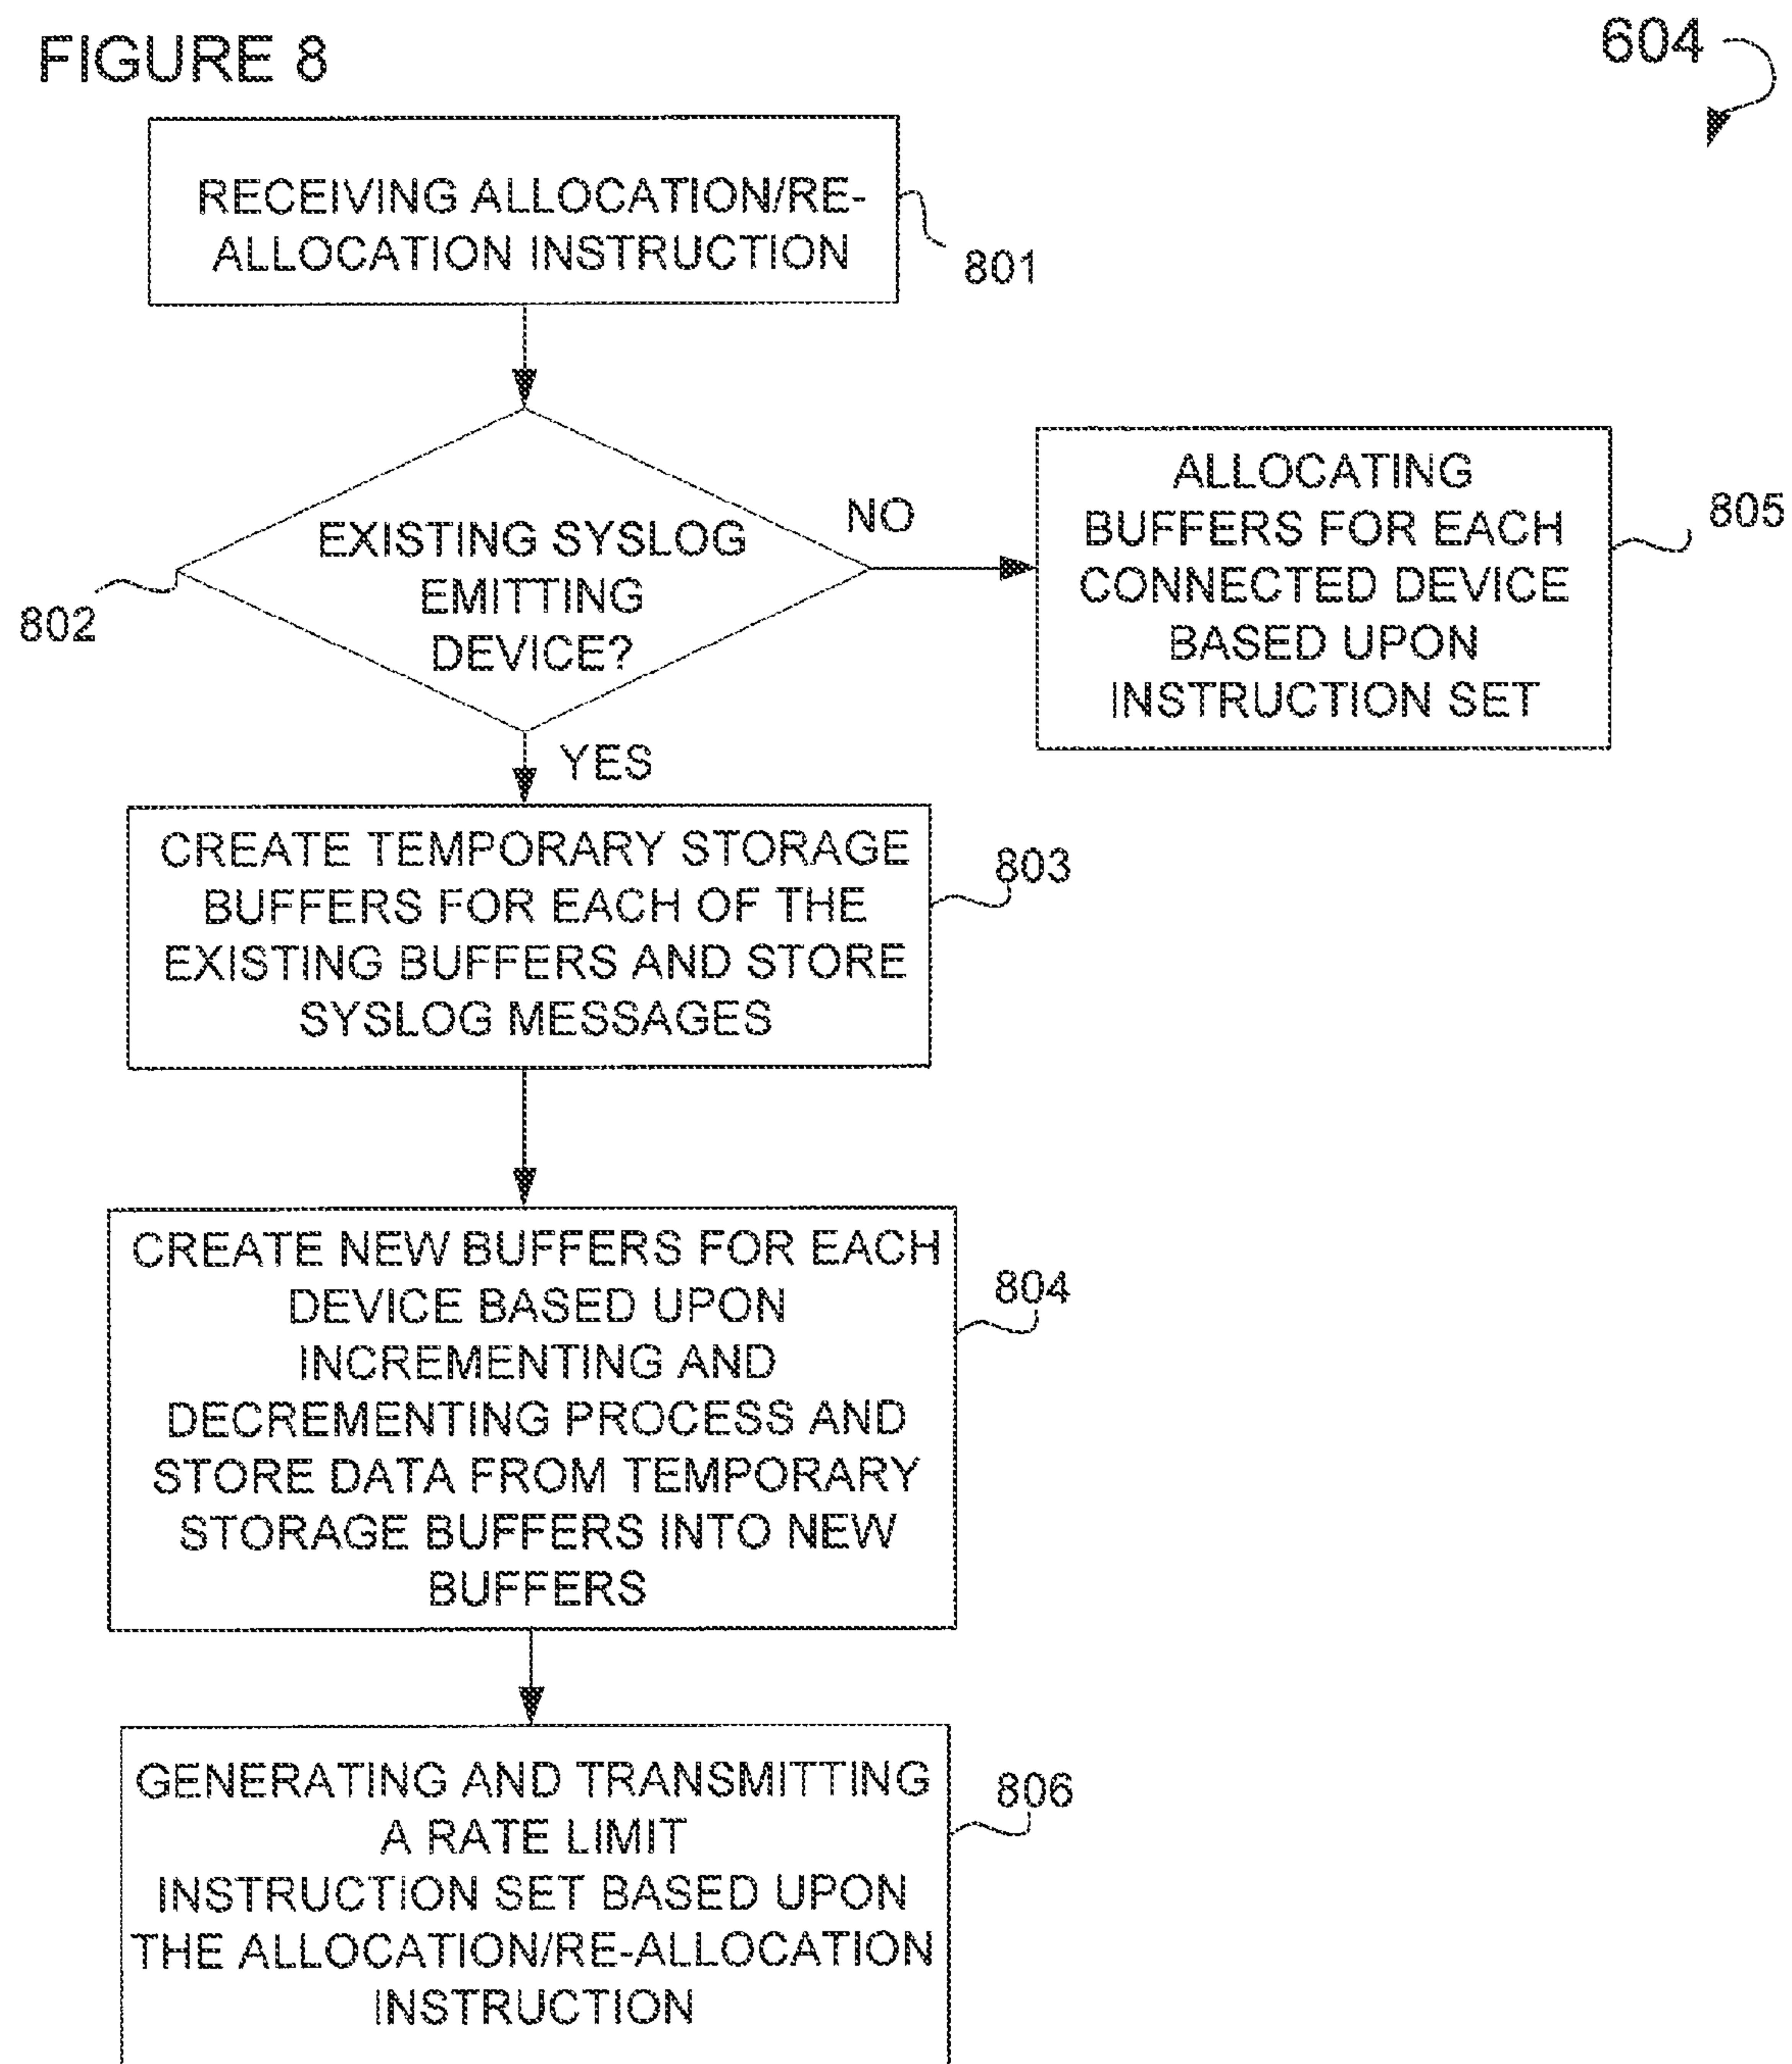 FIGURE 8
604
RECEIVING ALLOCATION/RE-
ALLOCATION INSTRUCTION
801
EXISTING SYSLOG
EMITTING
DEVICE?
802
NO
ALLOCATING
BUFFERS FOR EACH
CONNECTED DEVICE
BASED UPON
INSTRUCTION SET
805
YES
CREATE TEMPORARY STORAGE
BUFFERS FOR EACH OF THE
EXISTING BUFFERS AND STORE
SYSLOG MESSAGES
803
CREATE NEW BUFFERS FOR EACH
DEVICE BASED UPON
INCREMENTING AND
DECREMENTING PROCESS AND
STORE DATA FROM TEMPORARY
STORAGE BUFFERS INTO NEW
BUFFERS
804
GENERATING AND TRANSMITTING
A RATE LIMIT
INSTRUCTION SET BASED UPON
THE ALLOCATION/RE-ALLOCATION
INSTRUCTION
806